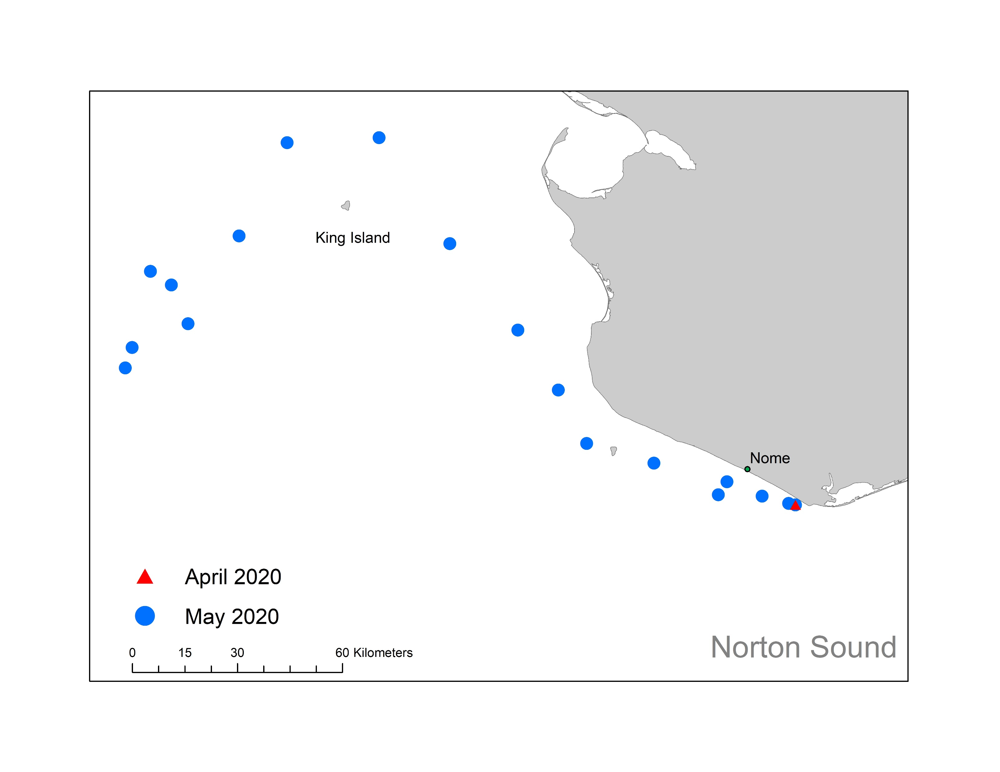 King Island
Nome
April 2020
May 2020
0 15 30 60 Kilometers
Norton Sound